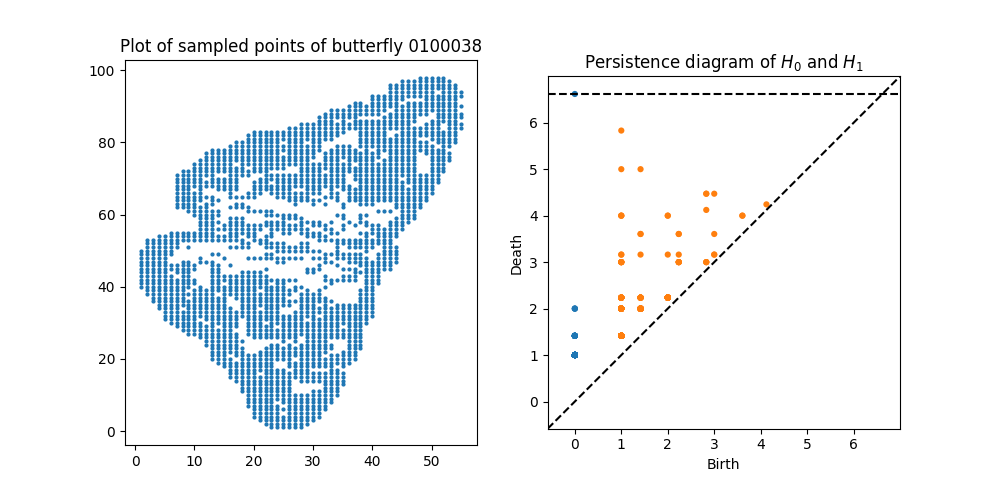 Plot of sampled points of butterfly 0100038
100
80
60
40
20
0
0 10 20 30 40 50
Persistence diagram of H₀ and H₁
Death
6
5
4
3
2
1
0
0 1 2 3 4 5 6
Birth